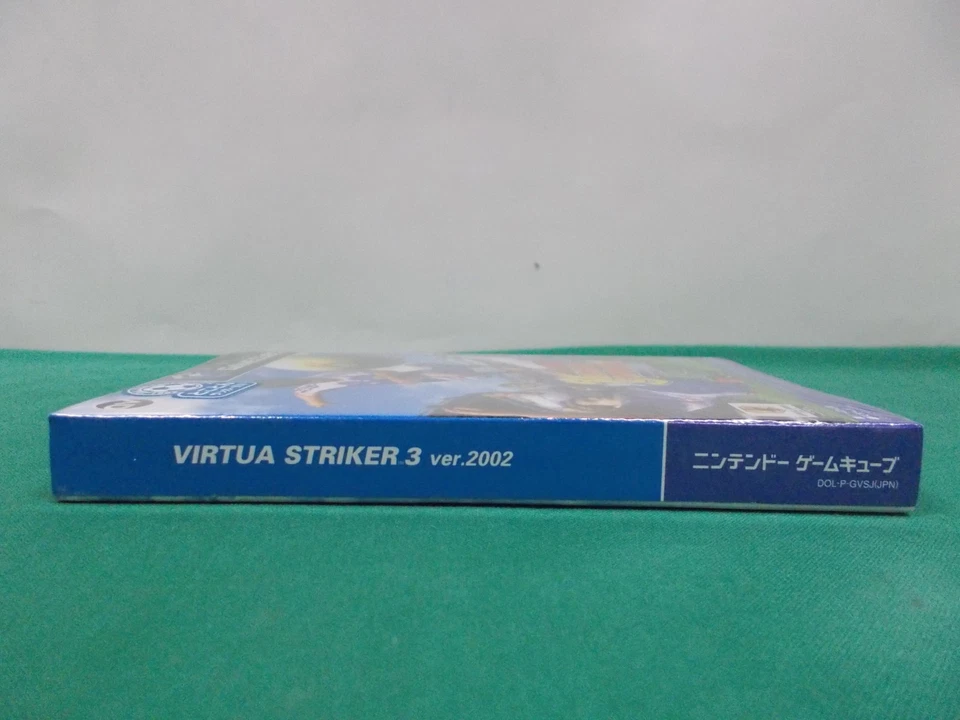 VIRTUA STRIKER 3 ver.2002
ニンテンドー ゲームキューブ
DOL-P-GVSJ(JPN)